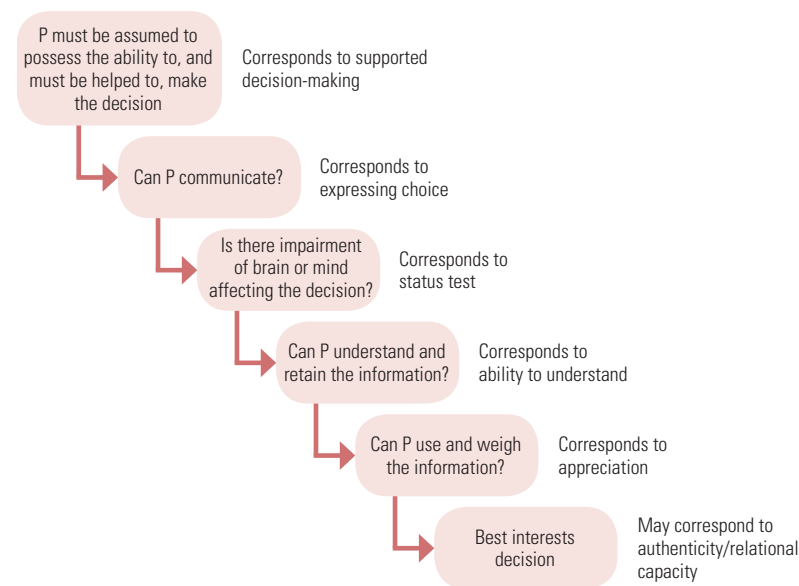 P must be assumed to
possess the ability to, and
must be helped to, make
the decision
Corresponds to supported
decision-making
Can P communicate?
Corresponds to
expressing choice
Is there impairment
of brain or mind
affecting the decision?
Corresponds to
status test
Can P understand and
retain the information?
Corresponds to
ability to understand
Can P use and weigh
the information?
Corresponds to
appreciation
Best interests
decision
May correspond to
authenticity/relational
capacity